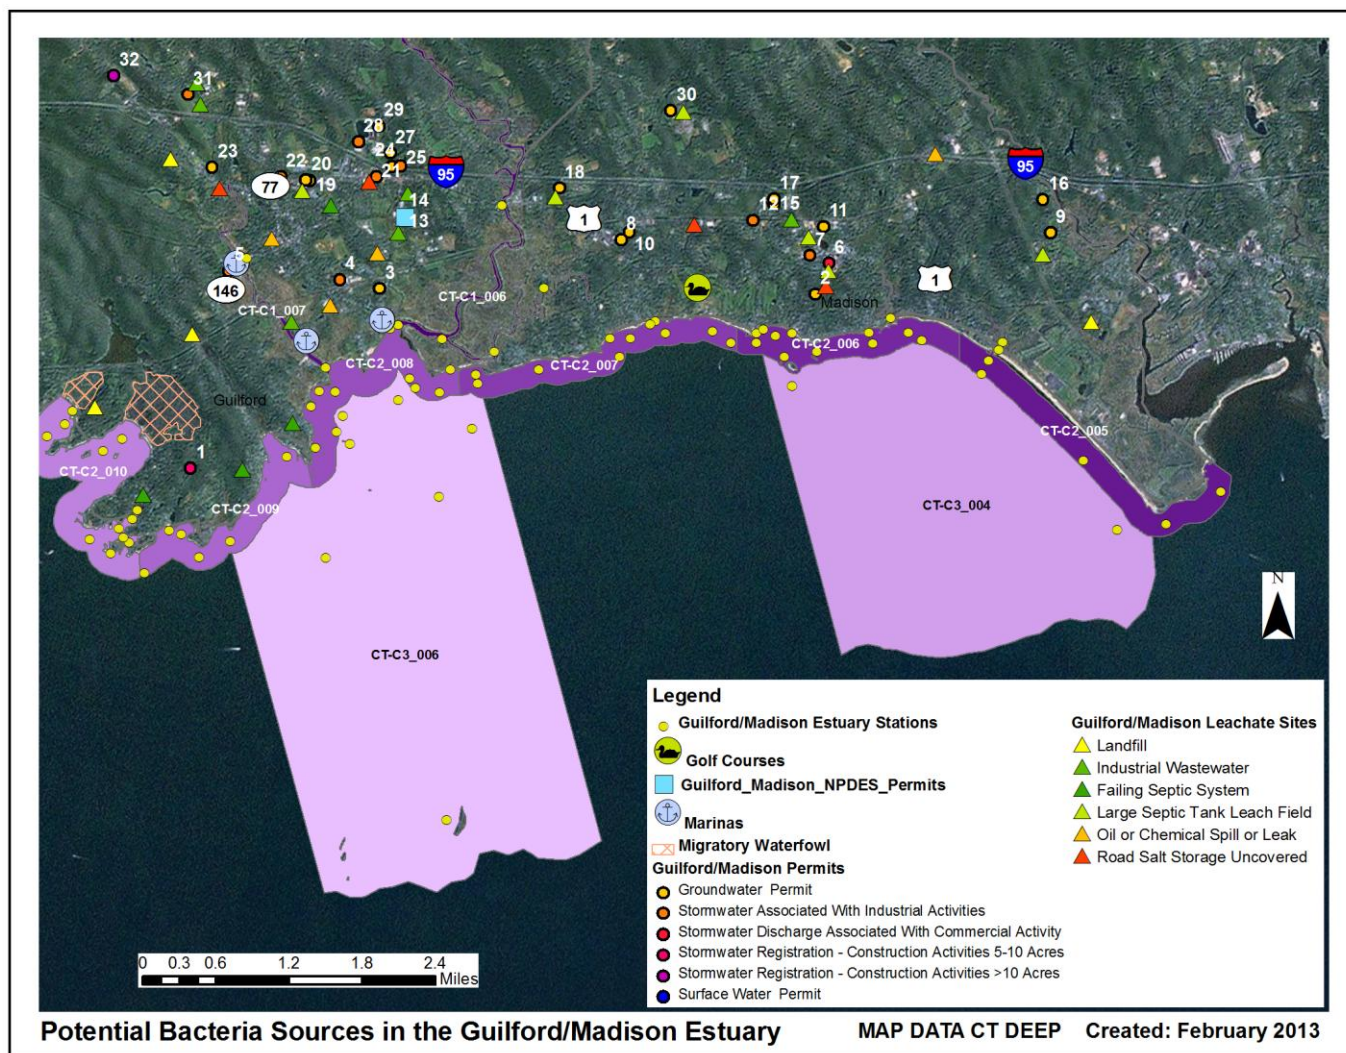 32
31
30
29
28
27
24
25
23
22
20
21
19
77
95
95
18
17
16
14
13
1
12
15
11
8
10
9
7
6
5
4
3
2
146
1
Madison
CT-C1_006
CT-C1_007
CT-C2_006
CT-C2_008
CT-C2_007
Guilford
CT-C2_005
1
CT-C2_010
CT-C2_009
CT-C3_004
CT-C3_006
N
Legend
Guilford/Madison Estuary Stations
Golf Courses
Guilford_Madison_NPDES_Permits
Marinas
Migratory Waterfowl
Guilford/Madison Permits
Groundwater Permit
Stormwater Associated With Industrial Activities
Stormwater Discharge Associated With Commercial Activity
Stormwater Registration - Construction Activities 5-10 Acres
Stormwater Registration - Construction Activities >10 Acres
Surface Water Permit
Guilford/Madison Leachate Sites
Landfill
Industrial Wastewater
Failing Septic System
Large Septic Tank Leach Field
Oil or Chemical Spill or Leak
Road Salt Storage Uncovered
0 0.3 0.6 1.2 1.8 2.4
Miles
Potential Bacteria Sources in the Guilford/Madison Estuary MAP DATA CT DEEP Created: February 2013